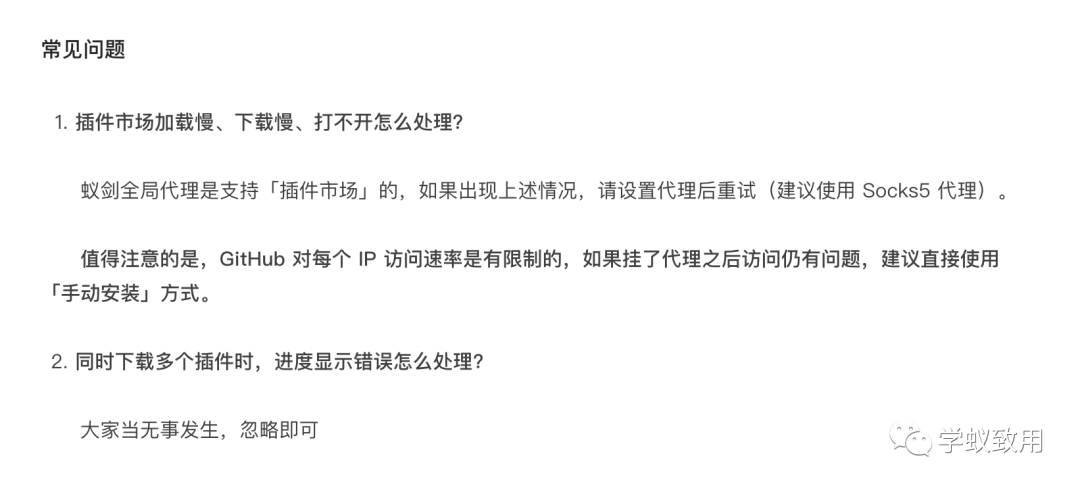 常见问题
1. 插件市场加载慢、下载慢、打不开怎么处理?
蚁剑全局代理是支持「插件市场」的，如果出现上述情况，请设置代理后重试（建议使用 Socks5 代理）。
值得注意的是，GitHub 对每个 IP 访问速率是有限制的，如果挂了代理之后访问仍有问题，建议直接使用
「手动安装」方式。
2. 同时下载多个插件时，进度显示错误怎么处理?
大家当无事发生，忽略即可
学蚁致用